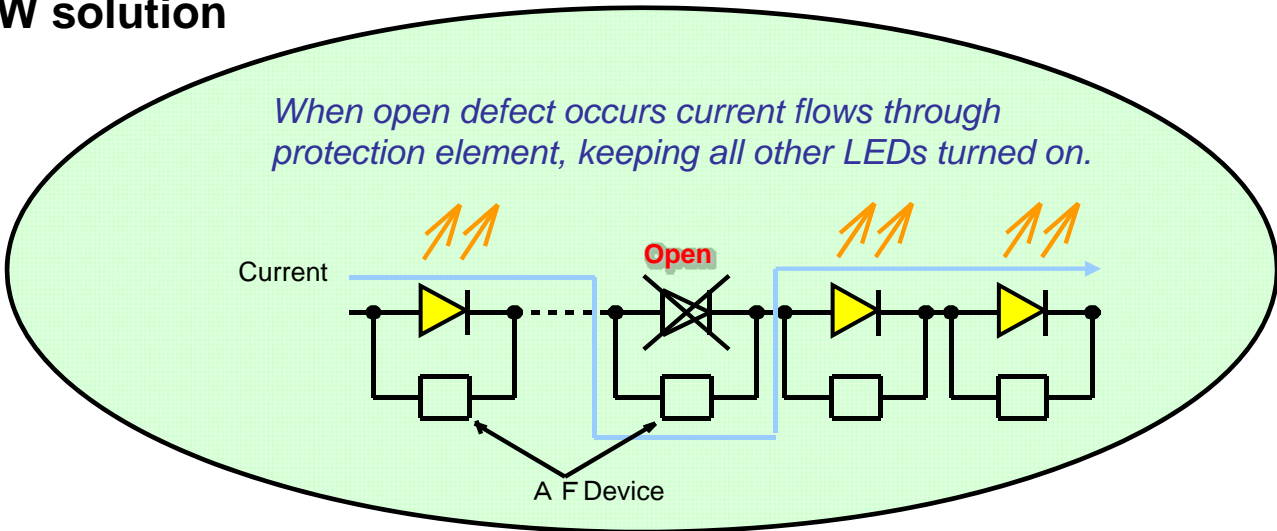 W solution
When open defect occurs current flows through
protection element, keeping all other LEDs turned on.
Open
Current
A F Device